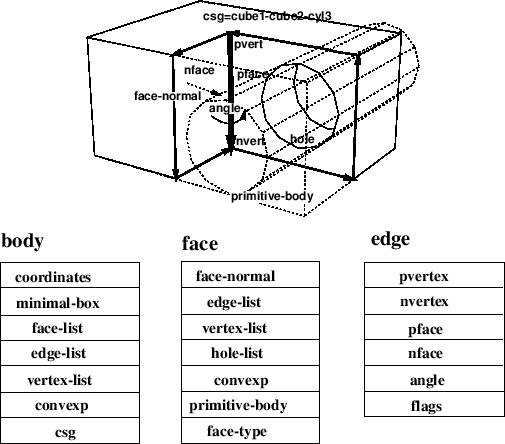 csg=cube1-cube2-cyl3
pvert
nface
pface
face-normal
angle
nvert
hole
primitive-body
body
coordinates
minimal-box
face-list
edge-list
vertex-list
convexp
csg
face
face-normal
edge-list
vertex-list
hole-list
convexp
primitive-body
face-type
edge
pvertex
nvertex
pface
nface
angle
flags